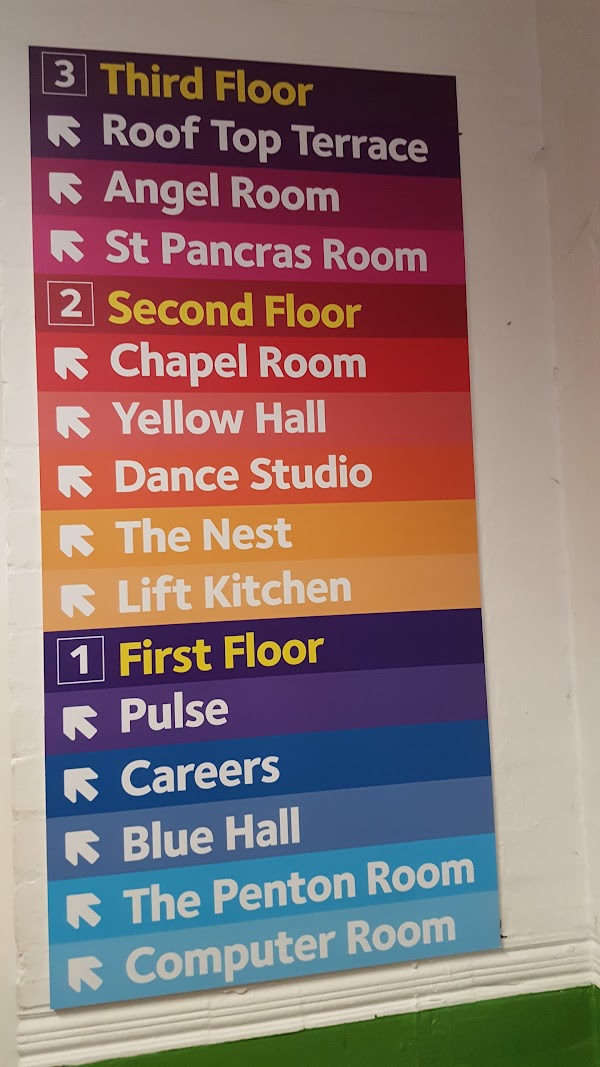 3 Third Floor
Roof Top Terrace
Angel Room
St Pancras Room
2 Second Floor
Chapel Room
Yellow Hall
Dance Studio
The Nest
Lift Kitchen
1 First Floor
Pulse
Careers
Blue Hall
The Penton Room
Computer Room